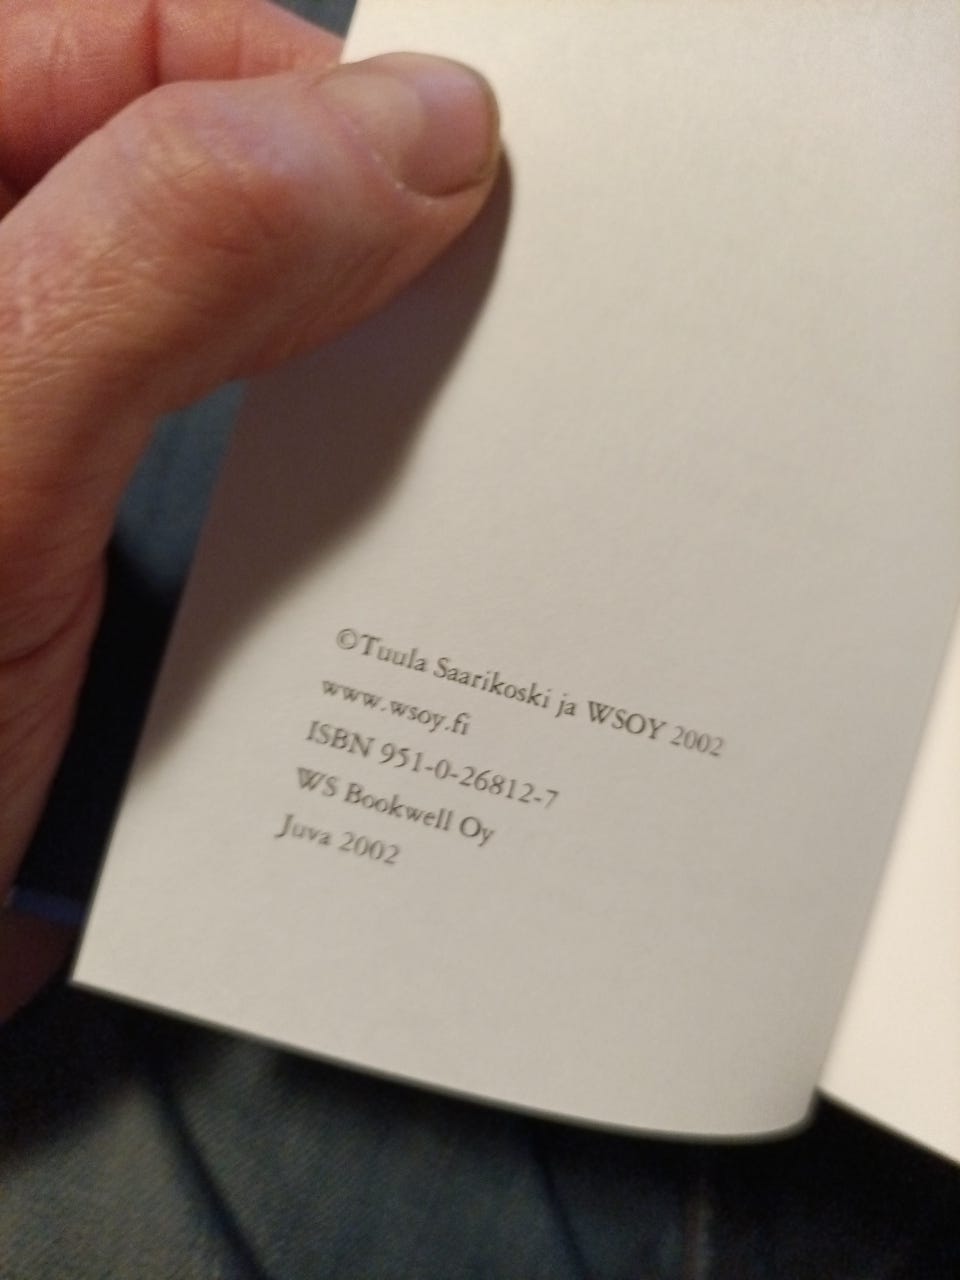 ©Tuula Saarikoski ja WSOY 2002
www.wsoy.fi
ISBN 951-0-26812-7
WS Bookwell Oy
Juva 2002